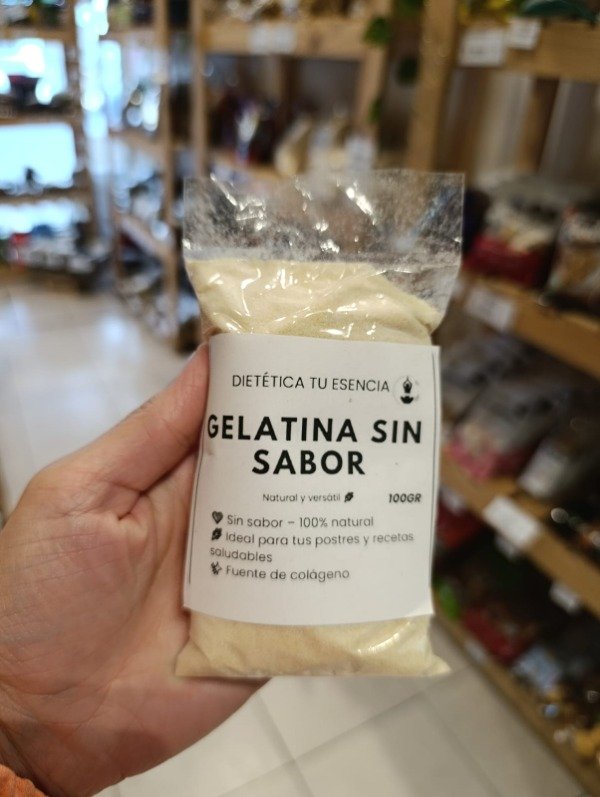 DIETÉTICA TU ESENCIA
GELATINA SIN
SABOR
Natural y versátil
100GR
Sin sabor – 100% natural
Ideal para tus postres y recetas
saludables
Fuente de colágeno